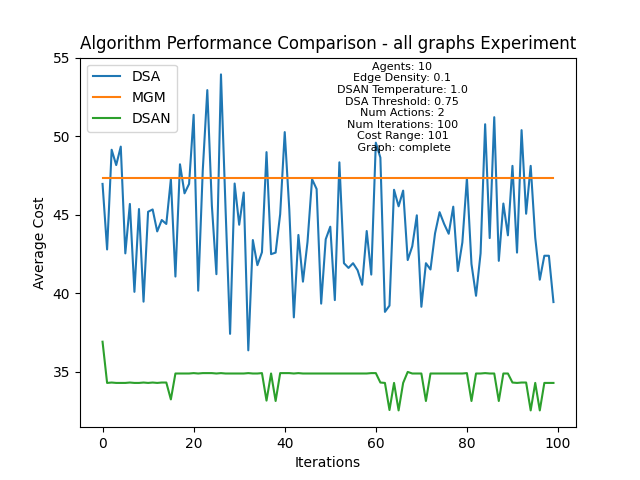 Algorithm Performance Comparison - all graphs Experiment
DSA
MGM
DSAN
Agents: 10
Edge Density: 0.1
DSAN Temperature: 1.0
DSA Threshold: 0.75
Num Actions: 2
Num Iterations: 100
Cost Range: 101
Graph: complete
Average Cost
55
50
45
40
35
0
20
40
60
80
100
Iterations